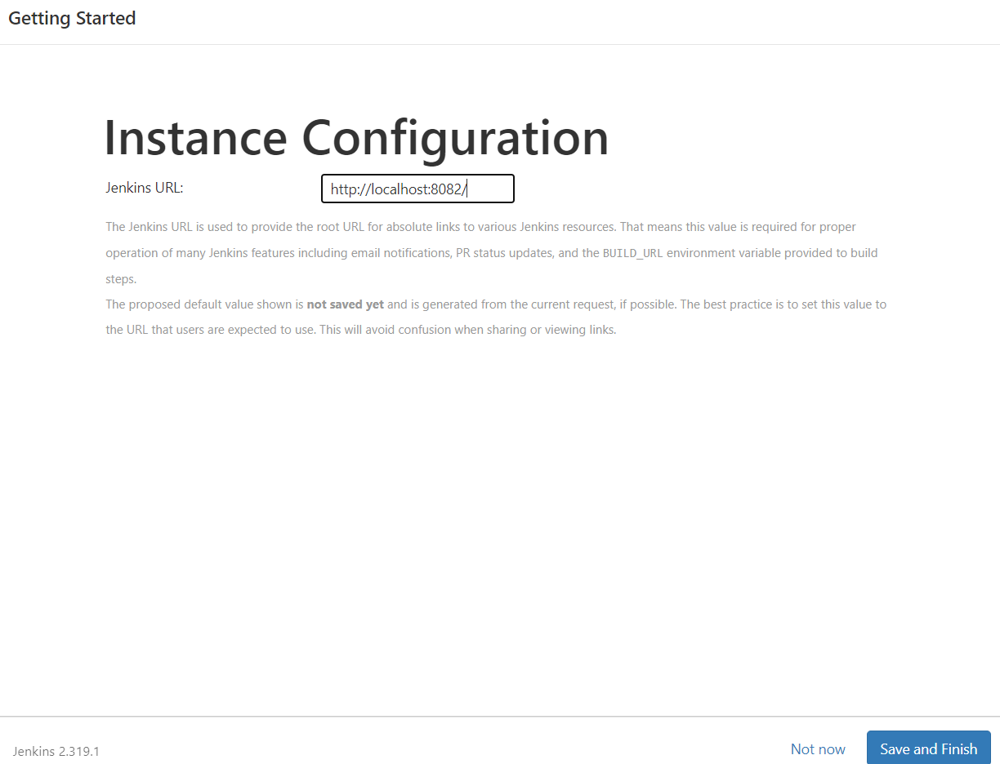 Getting Started
Instance Configuration
Jenkins URL: http://localhost:8082/
The Jenkins URL is used to provide the root URL for absolute links to various Jenkins resources. That means this value is required for proper
operation of many Jenkins features including email notifications, PR status updates, and the BUILD_URL environment variable provided to build
steps.
The proposed default value shown is not saved yet and is generated from the current request, if possible. The best practice is to set this value to
the URL that users are expected to use. This will avoid confusion when sharing or viewing links.
Jenkins 2.319.1 Not now Save and Finish